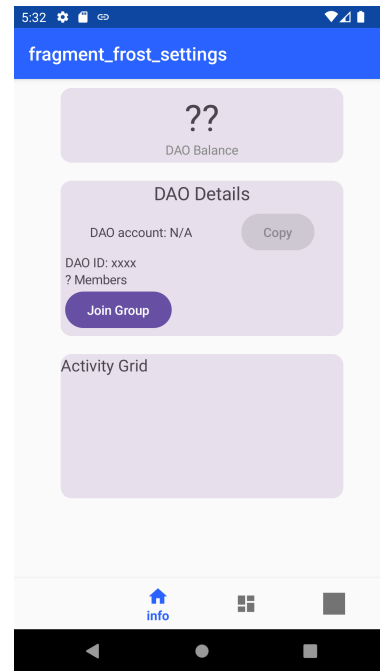 5:32
fragment_frost_settings
??
DAO Balance
DAO Details
DAO account: N/A
Copy
DAO ID: xxxx
? Members
Join Group
Activity Grid
info